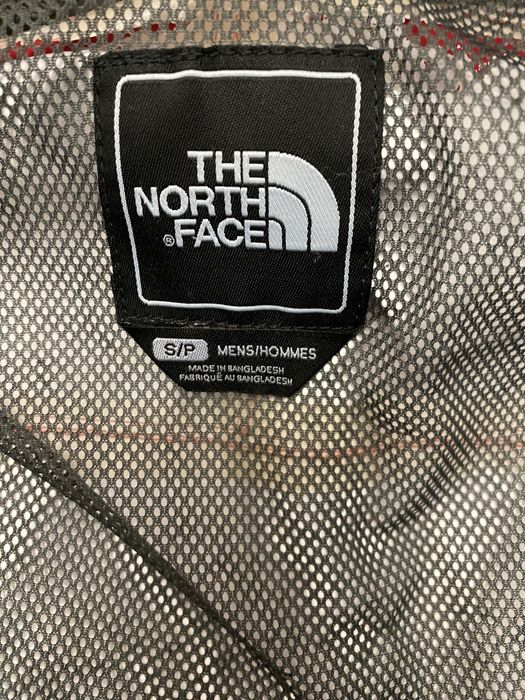 THE
NORTH
®FACE
S/P MENS/HOMMES
MADE IN BANGLADESH
FABRIQUÉ AU BANGLADESH